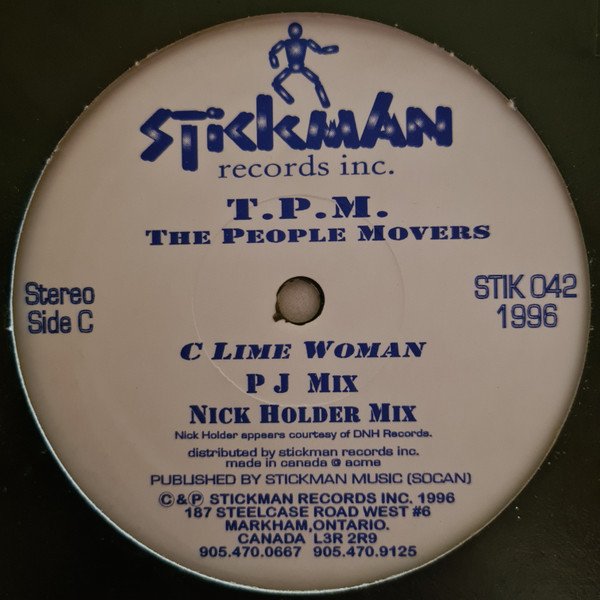 STICKMAN
records inc.
T.P.M.
THE PEOPLE MOVERS
Stereo
Side C
STIK 042
1996
C LIME WOMAN
P J MIX
NICK HOLDER MIX
Nick Holder appears courtesy of DNH Records.
distributed by stickman records inc.
made in canada @ acme
PUBLISHED BY STICKMAN MUSIC (SOCAN)
©&℗ STICKMAN RECORDS INC. 1996
187 STEELCASE ROAD WEST #6
MARKHAM,ONTARIO.
CANADA L3R 2R9
905.470.0667 905.470.9125